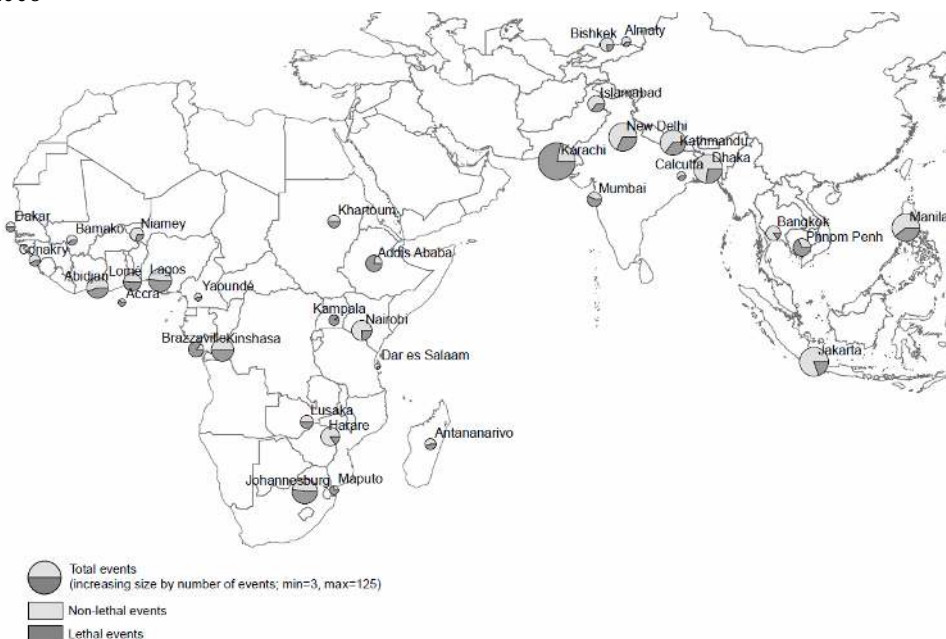 Bishkek
Almaty
Islamabad
New Delhi
Kathmandu
Karachi
Dhaka
Calcutta
Mumbai
Dakar
Bamako
Niamey
Khartoum
Manila
Bangkok
Phnom Penh
Conakry
Addis Ababa
Abidjan
Lomé
Lagos
Accra
Yaoundé
Kampala
Nairobi
Brazzaville
Kinshasa
Dar es Salaam
Jakarta
Lusaka
Harare
Antananarivo
Johannesburg
Maputo
Total events
(increasing size by number of events; min=3, max=125)
Non-lethal events
Lethal events